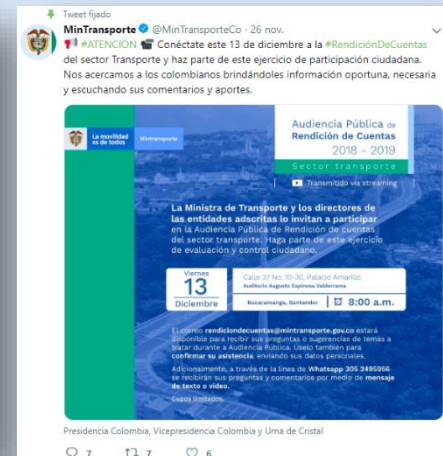 Tweet fijado
MinTransporte @MinTransporteCo · 26 nov.
#ATENCIÓN Conéctate este 13 de diciembre a la #RendiciónDeCuentas
del sector Transporte y haz parte de este ejercicio de participación ciudadana.
Nos acercamos a los colombianos brindándoles información oportuna, necesaria
y escuchando sus comentarios y aportes.
La movilidad
es de todos
Mintransporte
Audiencia Pública de
Rendición de Cuentas
2018 - 2019
Sector transporte
Transmitido vía streaming
La Ministra de Transporte y los directores de
las entidades adscritas lo invitan a participar
en la Audiencia Pública de Rendición de cuentas
del sector transporte. Haga parte de este ejercicio
de evaluación y control ciudadano.
Viernes
13
Diciembre
Calle 37 No. 10-30, Palacio Amarillo
Auditorio Augusto Espinosa Valderrama
Bucaramanga, Santander
8:00 a.m.
El correo rendiciondecuentas@mintransporte.gov.co estará
disponible para recibir sus preguntas o sugerencias de temas a
tratar durante a Audiencia Pública. Úselo también para
confirmar su asistencia, enviando sus datos personales.
Adicionalmente, a través de la línea de Whatsapp 305 2495956
se recibirán sus preguntas y comentarios por medio de mensaje
de texto o video.
Cupos limitados.
Presidencia Colombia, Vicepresidencia Colombia y Urna de Cristal
7 7 6